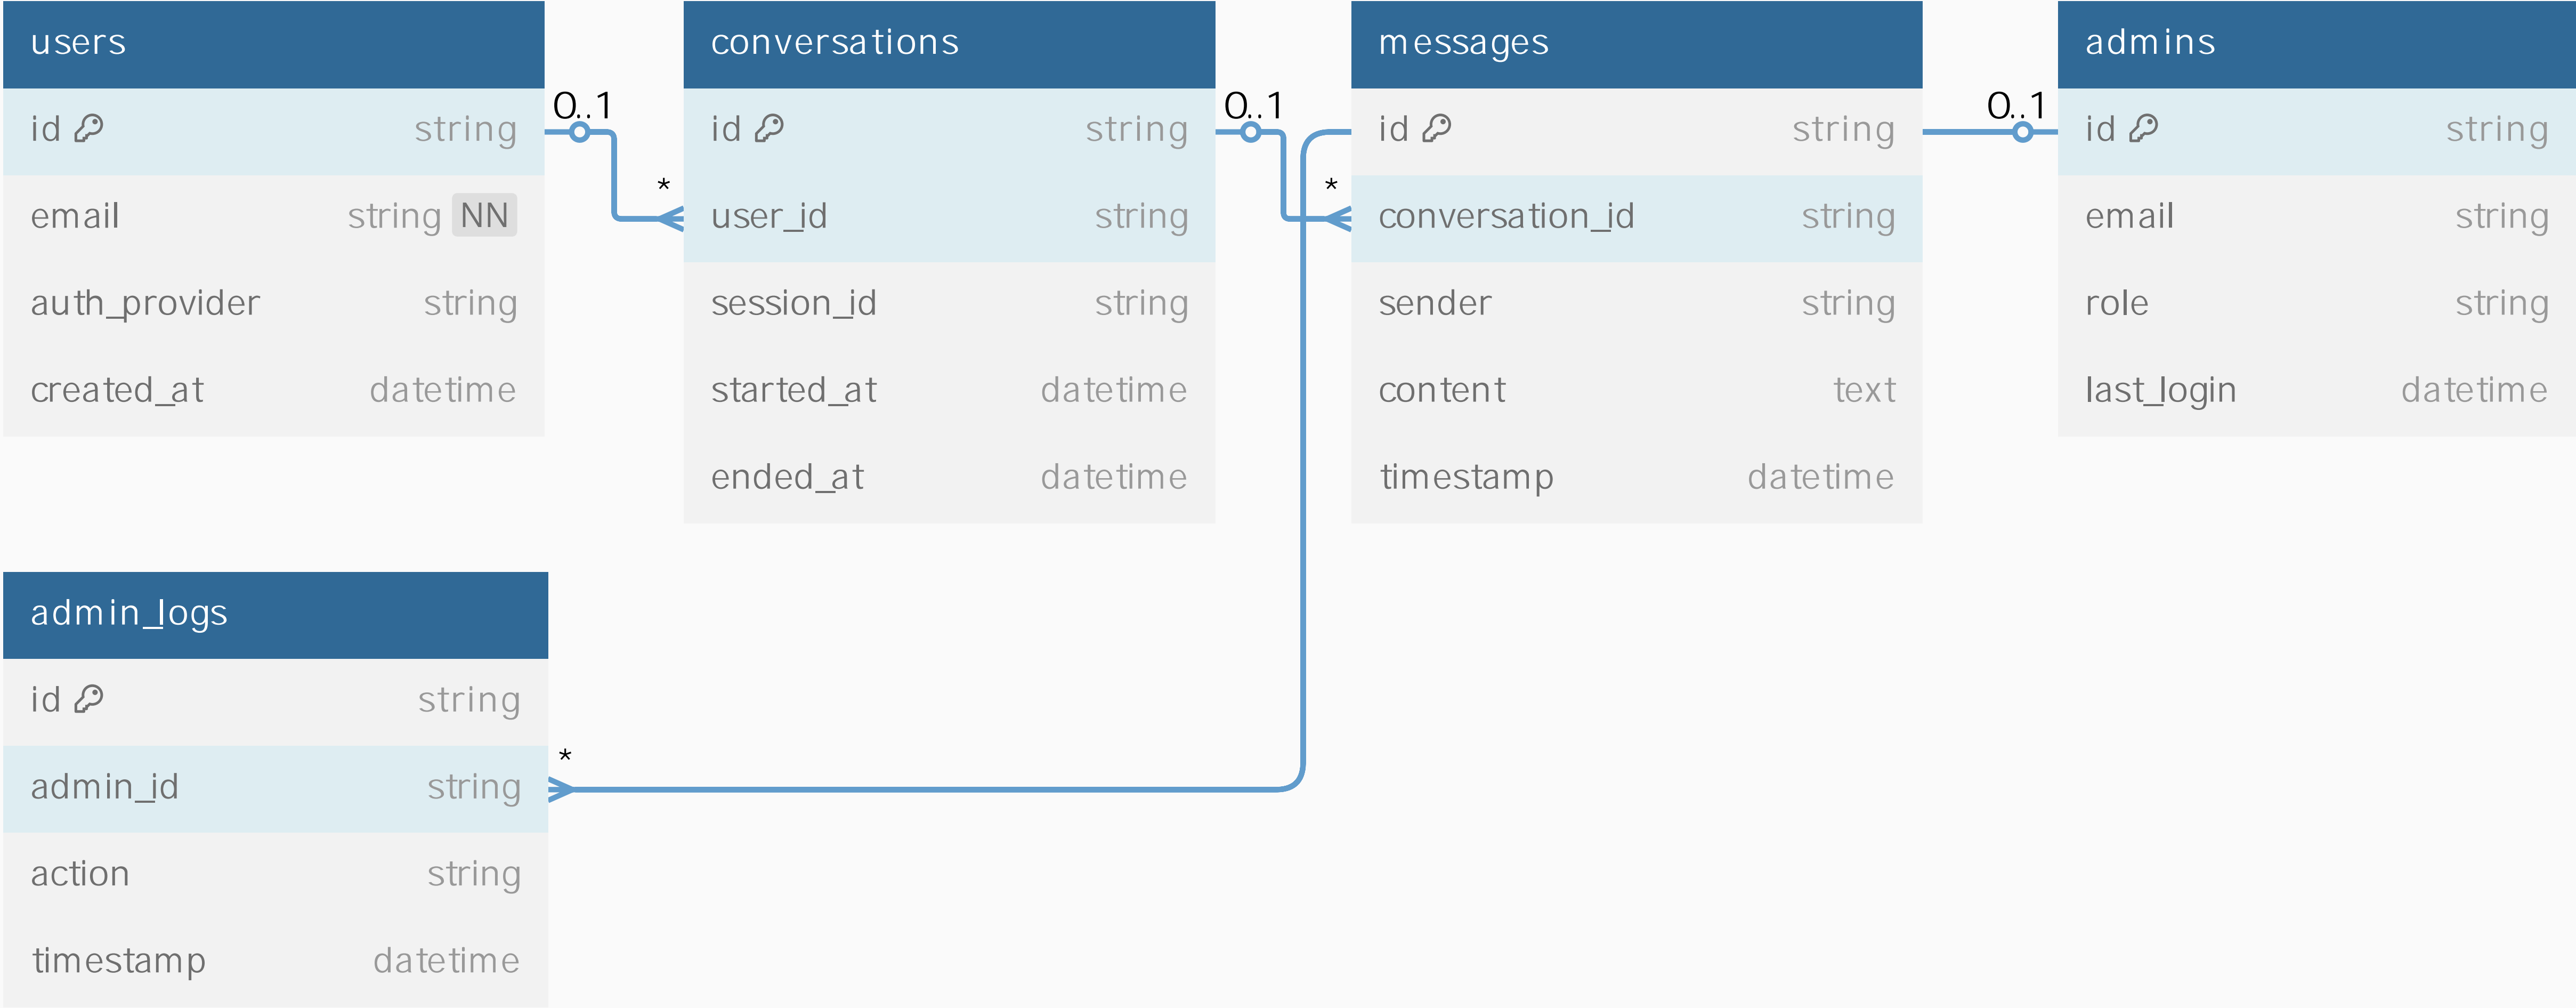 users
id string
email string NN
auth_provider string
created_at datetime
0..1
*
conversations
id string
user_id string
session_id string
started_at datetime
ended_at datetime
0..1
*
messages
id string
conversation_id string
sender string
content text
timestamp datetime
0..1
admins
id string
email string
role string
last_login datetime
admin_logs
id string
admin_id string
action string
timestamp datetime
*